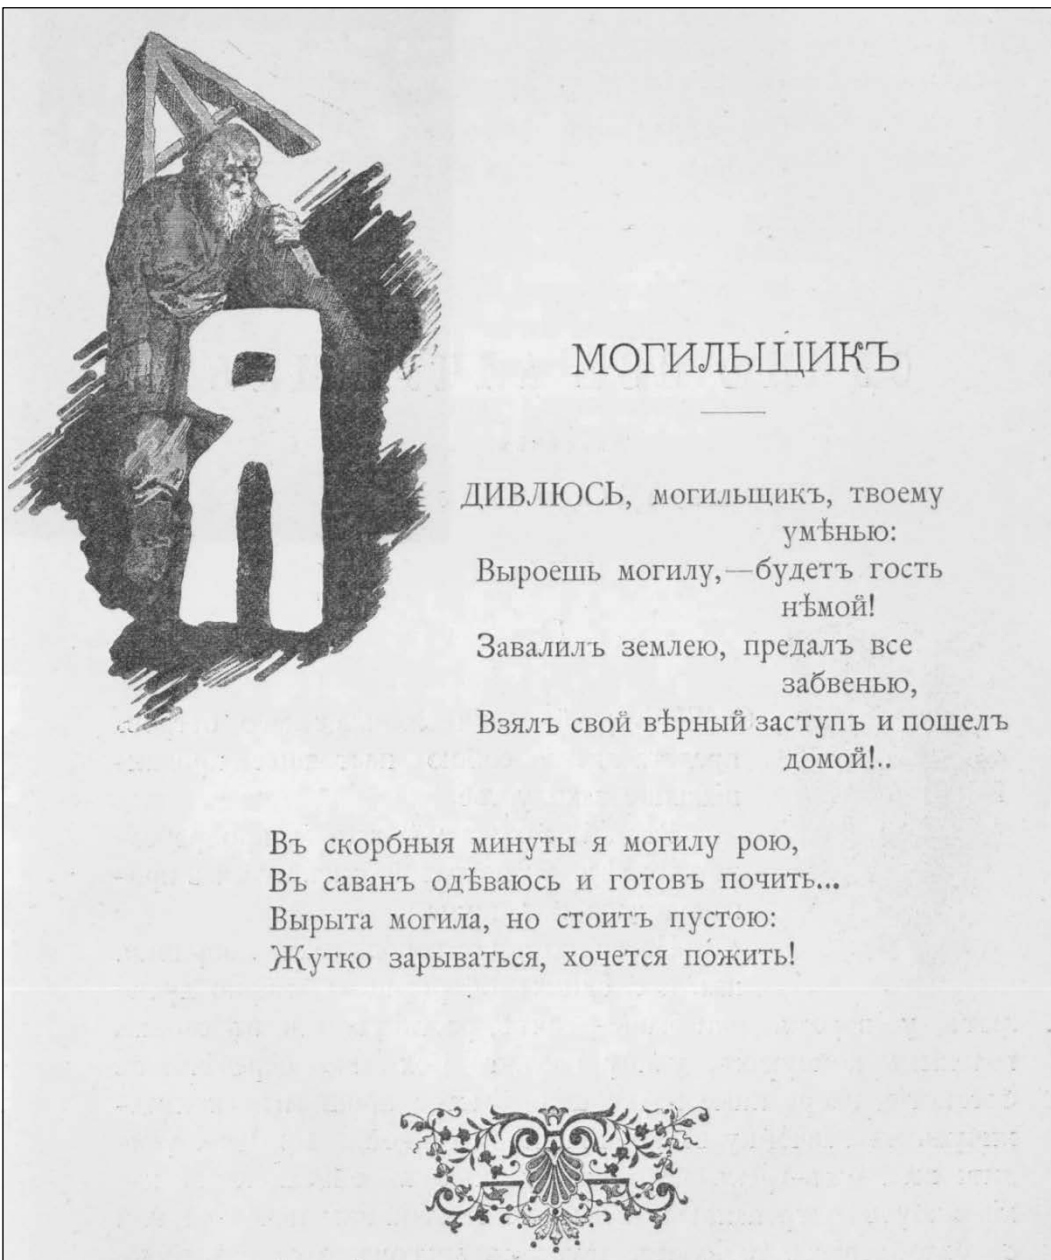 МОГИЛЬЩИКЪ
Я ДИВЛЮСЬ, могильщикъ, твоему
умѣнью:
Выроешь могилу,—будетъ гость
нѣмой!
Завалилъ землею, предалъ все
забвенью,
Взялъ свой вѣрный заступъ и пошелъ
домой!..
Въ скорбныя минуты я могилу рою,
Въ саванъ одѣваюсь и готовъ почить...
Вырыта могила, но стоитъ пустою:
Жутко зарываться, хочется по́жить!